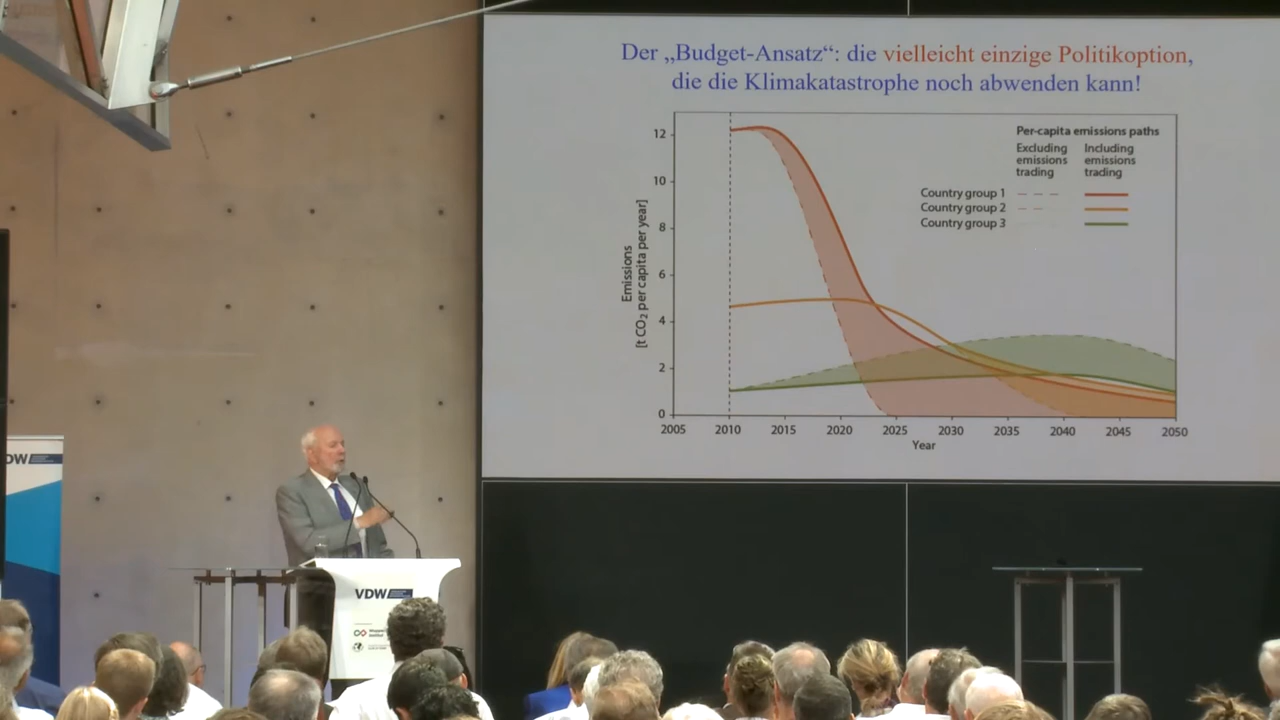 Der „Budget-Ansatz“: die vielleicht einzige Politikoption,
die die Klimakatastrophe noch abwenden kann!
Per-capita emissions paths
Excluding emissions trading
Including emissions trading
Country group 1
Country group 2
Country group 3
Emissions
[t CO₂ per capita per year]
12
10
8
6
4
2
0
2005 2010 2015 2020 2025 2030 2035 2040 2045 2050
Year
DW
VDW